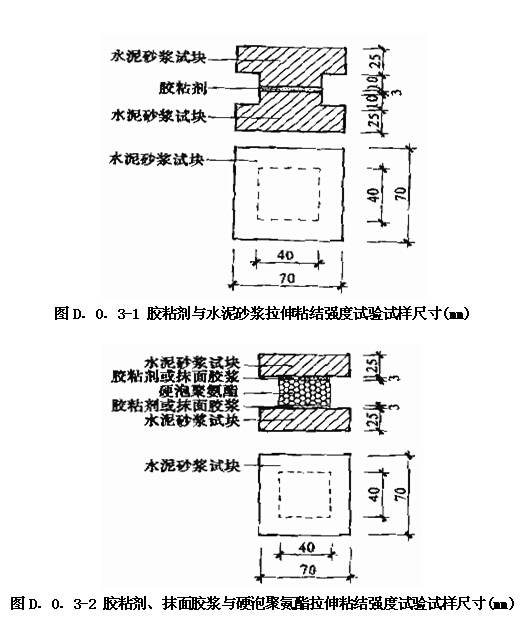 水泥砂浆试块
胶粘剂
水泥砂浆试块
25
10
3
10
25
水泥砂浆试块
40
70
40
70
图 D. 0. 3-1 胶粘剂与水泥砂浆拉伸粘结强度试验试样尺寸(mm)
水泥砂浆试块
胶粘剂或抹面胶浆
硬泡聚氨酯
胶粘剂或抹面胶浆
水泥砂浆试块
25
3
3
25
水泥砂浆试块
40
70
40
70
图 D. 0. 3-2 胶粘剂、抹面胶浆与硬泡聚氨酯拉伸粘结强度试验试样尺寸(mm)